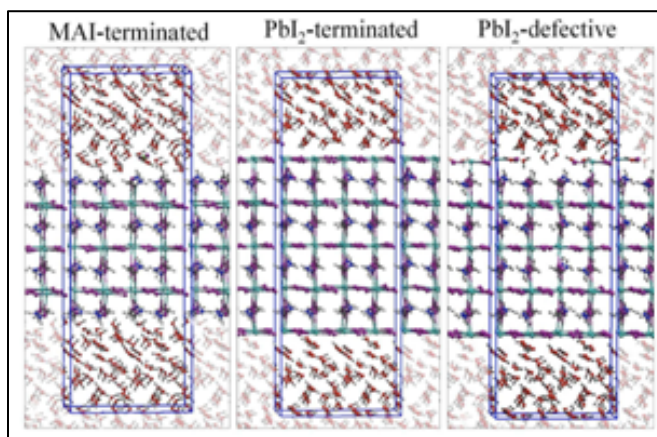 MAI-terminated
PbI₂-terminated
PbI₂-defective